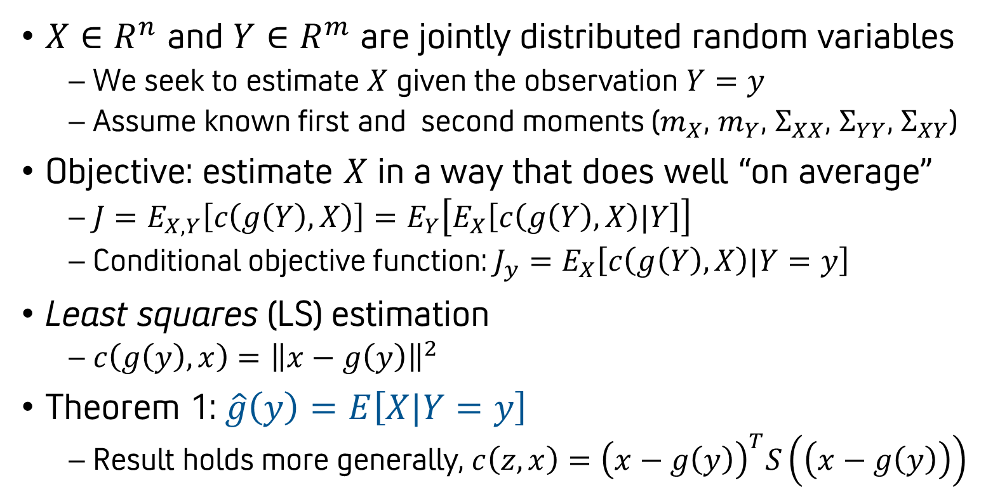 • X ∈ Rⁿ and Y ∈ Rᵐ are jointly distributed random variables
– We seek to estimate X given the observation Y = y
– Assume known first and second moments (m_X, m_Y, Σ_XX, Σ_YY, Σ_XY)
• Objective: estimate X in a way that does well “on average”
– J = E_{X,Y}[c(g(Y), X)] = E_Y[E_X[c(g(Y), X)|Y]]
– Conditional objective function: J_y = E_X[c(g(Y), X)|Y = y]
• Least squares (LS) estimation
– c(g(y), x) = ‖x − g(y)‖²
• Theorem 1: ĝ(y) = E[X|Y = y]
– Result holds more generally, c(z, x) = (x − g(y))ᵀ S((x − g(y)))